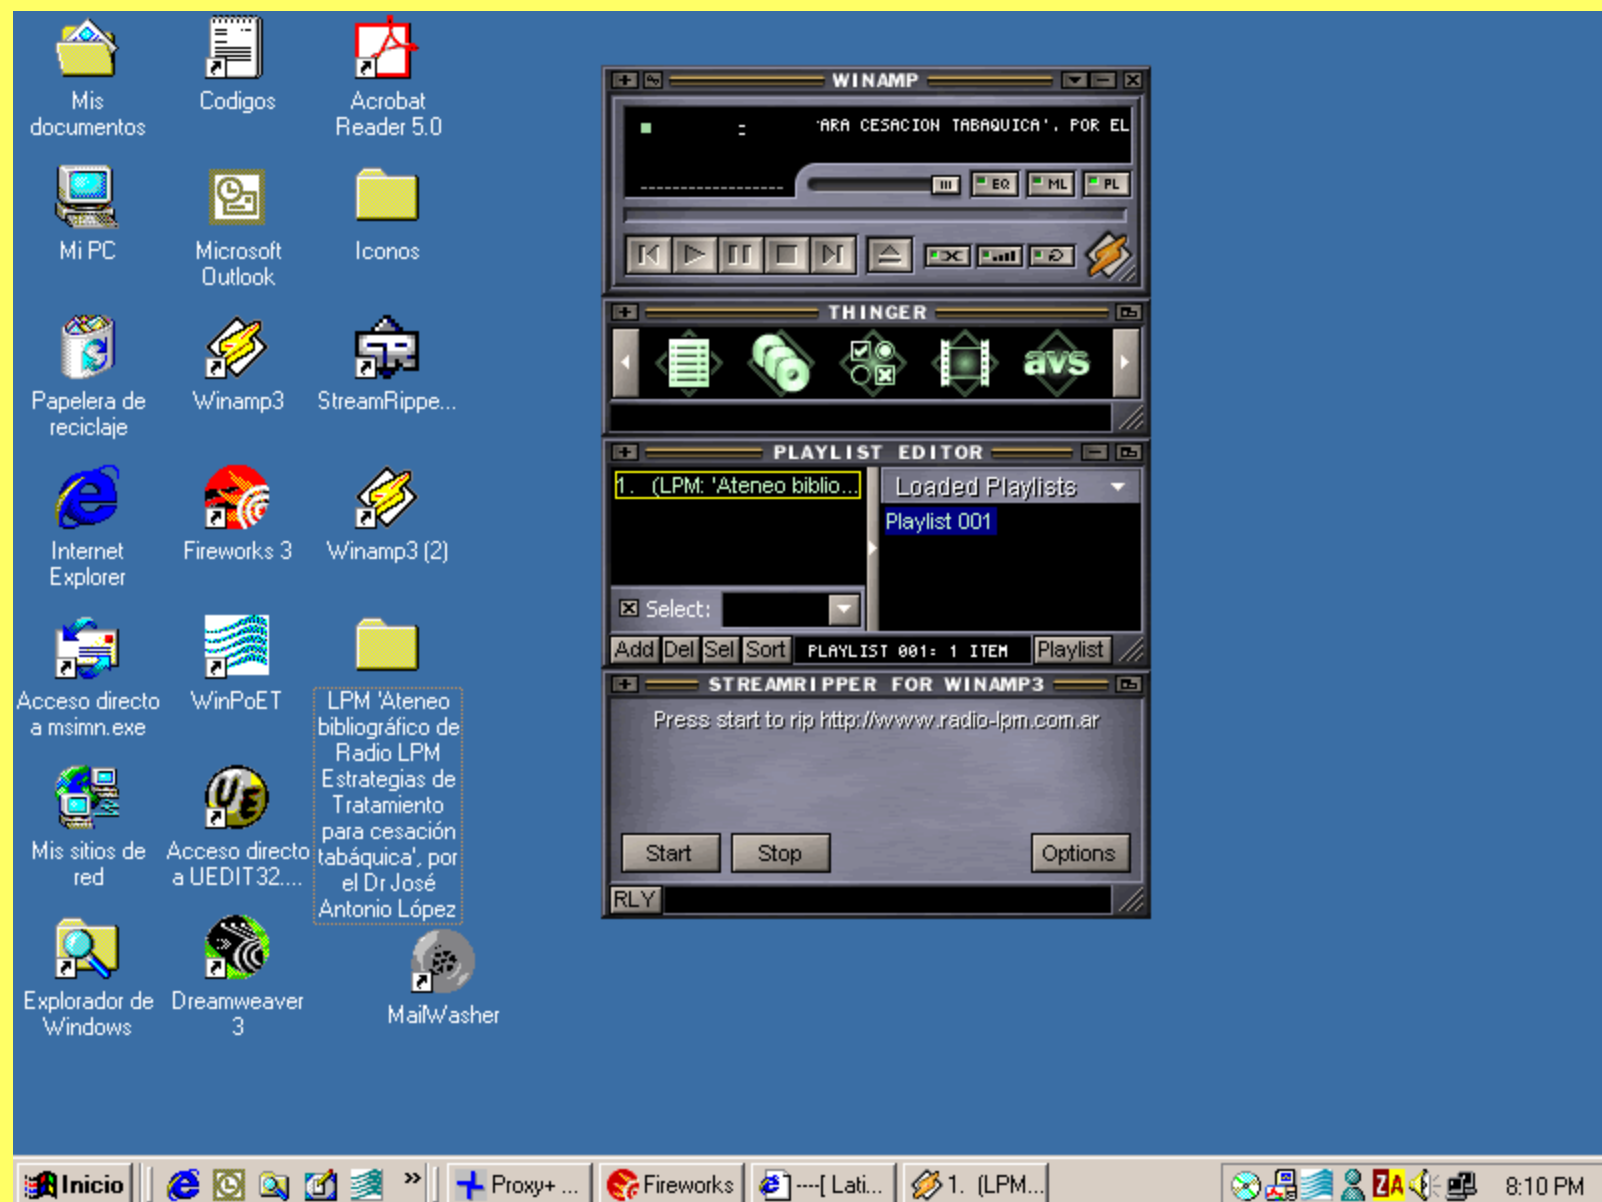 Mis
documentos
Codigos
Acrobat
Reader 5.0
Mi PC
Microsoft
Outlook
Iconos
Papelera de
reciclaje
Winamp3
StreamRippe...
Internet
Explorer
Fireworks 3
Winamp3 (2)
Acceso directo
a msimn.exe
WinPoET
LPM 'Ateneo
bibliográfico de
Radio LPM
Estrategias de
Tratamiento
para cesación
tabáquica', por
el Dr José
Antonio López
Mis sitios de
red
UE
Acceso directo
a UEDIT32....
Explorador de
Windows
Dreamweaver
3
MailWasher
WINAMP
ARA CESACION TABAQUICA', POR EL
EQ
ML
PL
THINGER
avs
PLAYLIST EDITOR
1. (LPM: 'Ateneo biblio...
Loaded Playlists
Playlist 001
Select:
Add
Del
Sel
Sort
PLAYLIST 001: 1 ITEM
Playlist
STREAMRIPPER FOR WINAMP3
Press start to rip http://www.radio-lpm.com.ar
Start
Stop
Options
RLY
Inicio
»
Proxy+ ...
Fireworks
----[ Lati...
1. (LPM...
ZA
8:10 PM